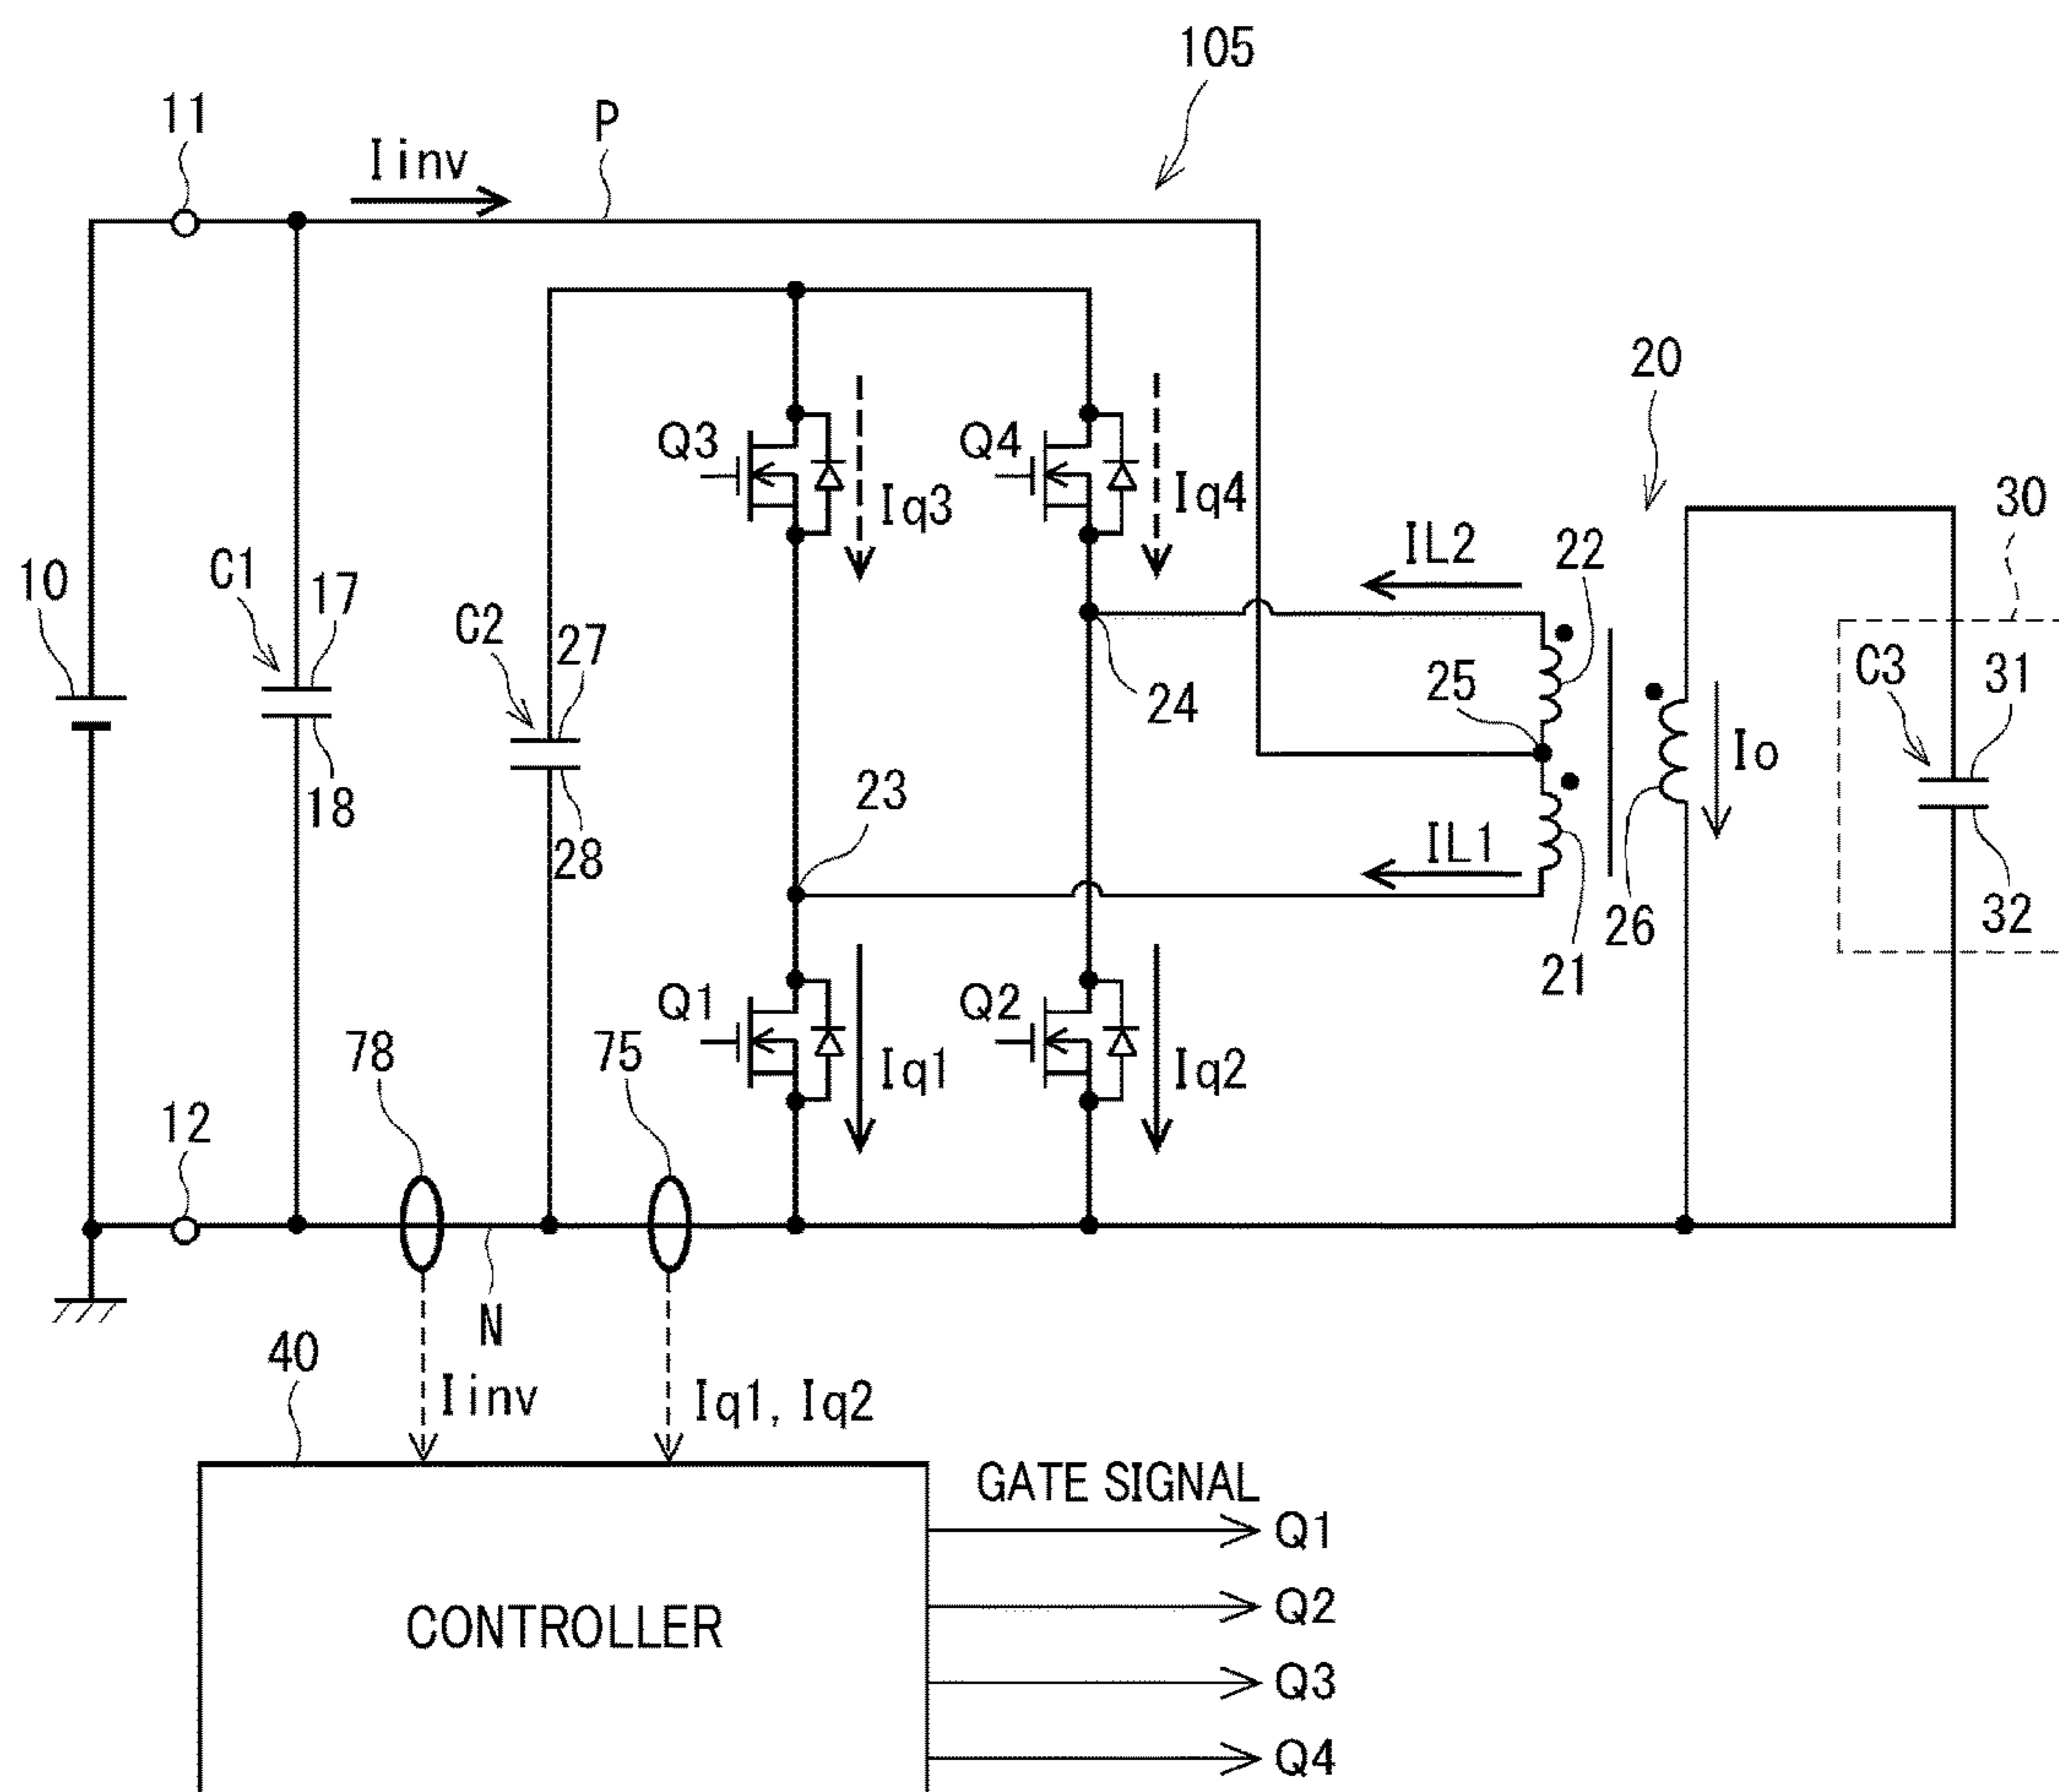 105
11
P
Iinv
20
Q3
Q4
Iq3
Iq4
30
10
C1
17
IL2
22
C2
27
24
25
C3
31
Io
18
23
28
IL1
26
32
21
Q1
Q2
78
75
Iq1
Iq2
12
N
40
Iinv
Iq1, Iq2
GATE SIGNAL
Q1
CONTROLLER
Q2
Q3
Q4